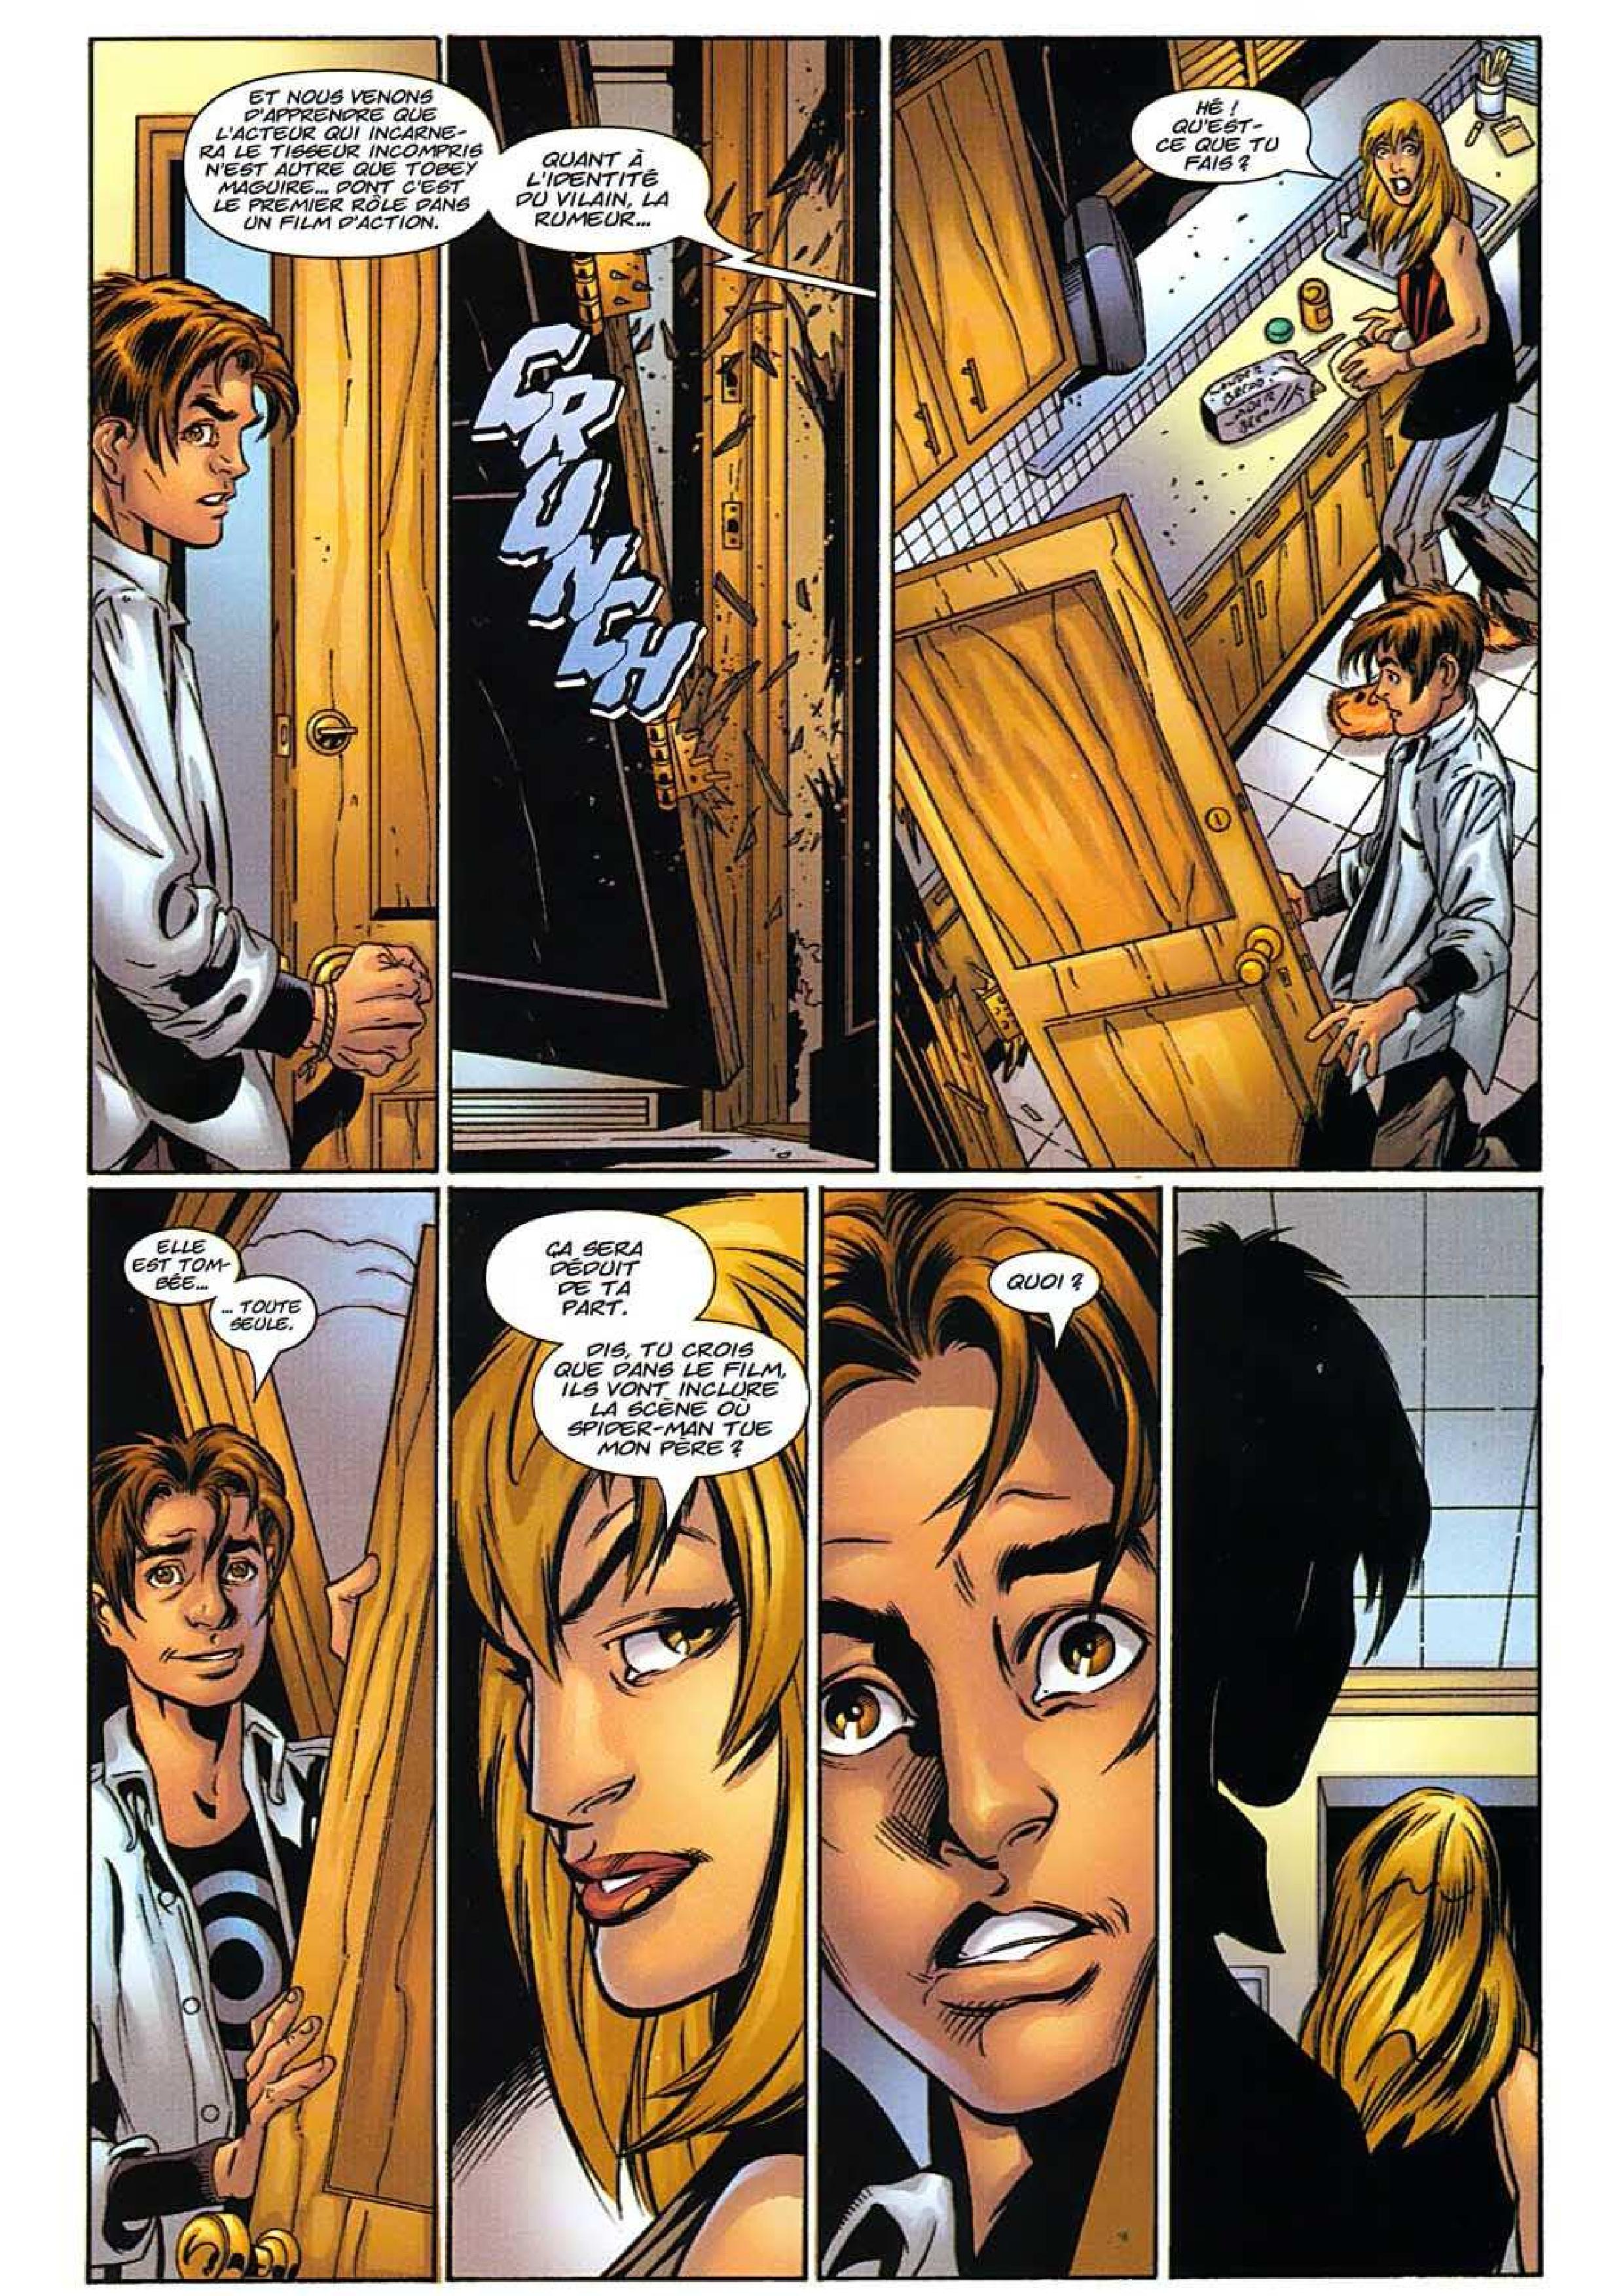 ET NOUS VENONS
D'APPRENDRE QUE
L'ACTEUR QUI INCARNE-
RA LE TISSEUR INCOMPRIS
N'EST AUTRE QUE TOBEY
MAGUIRE... DONT C'EST
LE PREMIER RÔLE DANS
UN FILM D'ACTION.
QUANT À
L'IDENTITÉ
DU VILAIN, LA
RUMEUR...
CRUNCH
HÉ !
QU'EST-
CE QUE TU
FAIS ?
ELLE
EST TOM-
BÉE...
... TOUTE
SEULE.
ÇA SERA
DÉDUIT
DE TA
PART.
DIS, TU CROIS
QUE DANS LE FILM,
ILS VONT INCLURE
LA SCÈNE OÙ
SPIDER-MAN TUE
MON PÈRE ?
QUOI ?